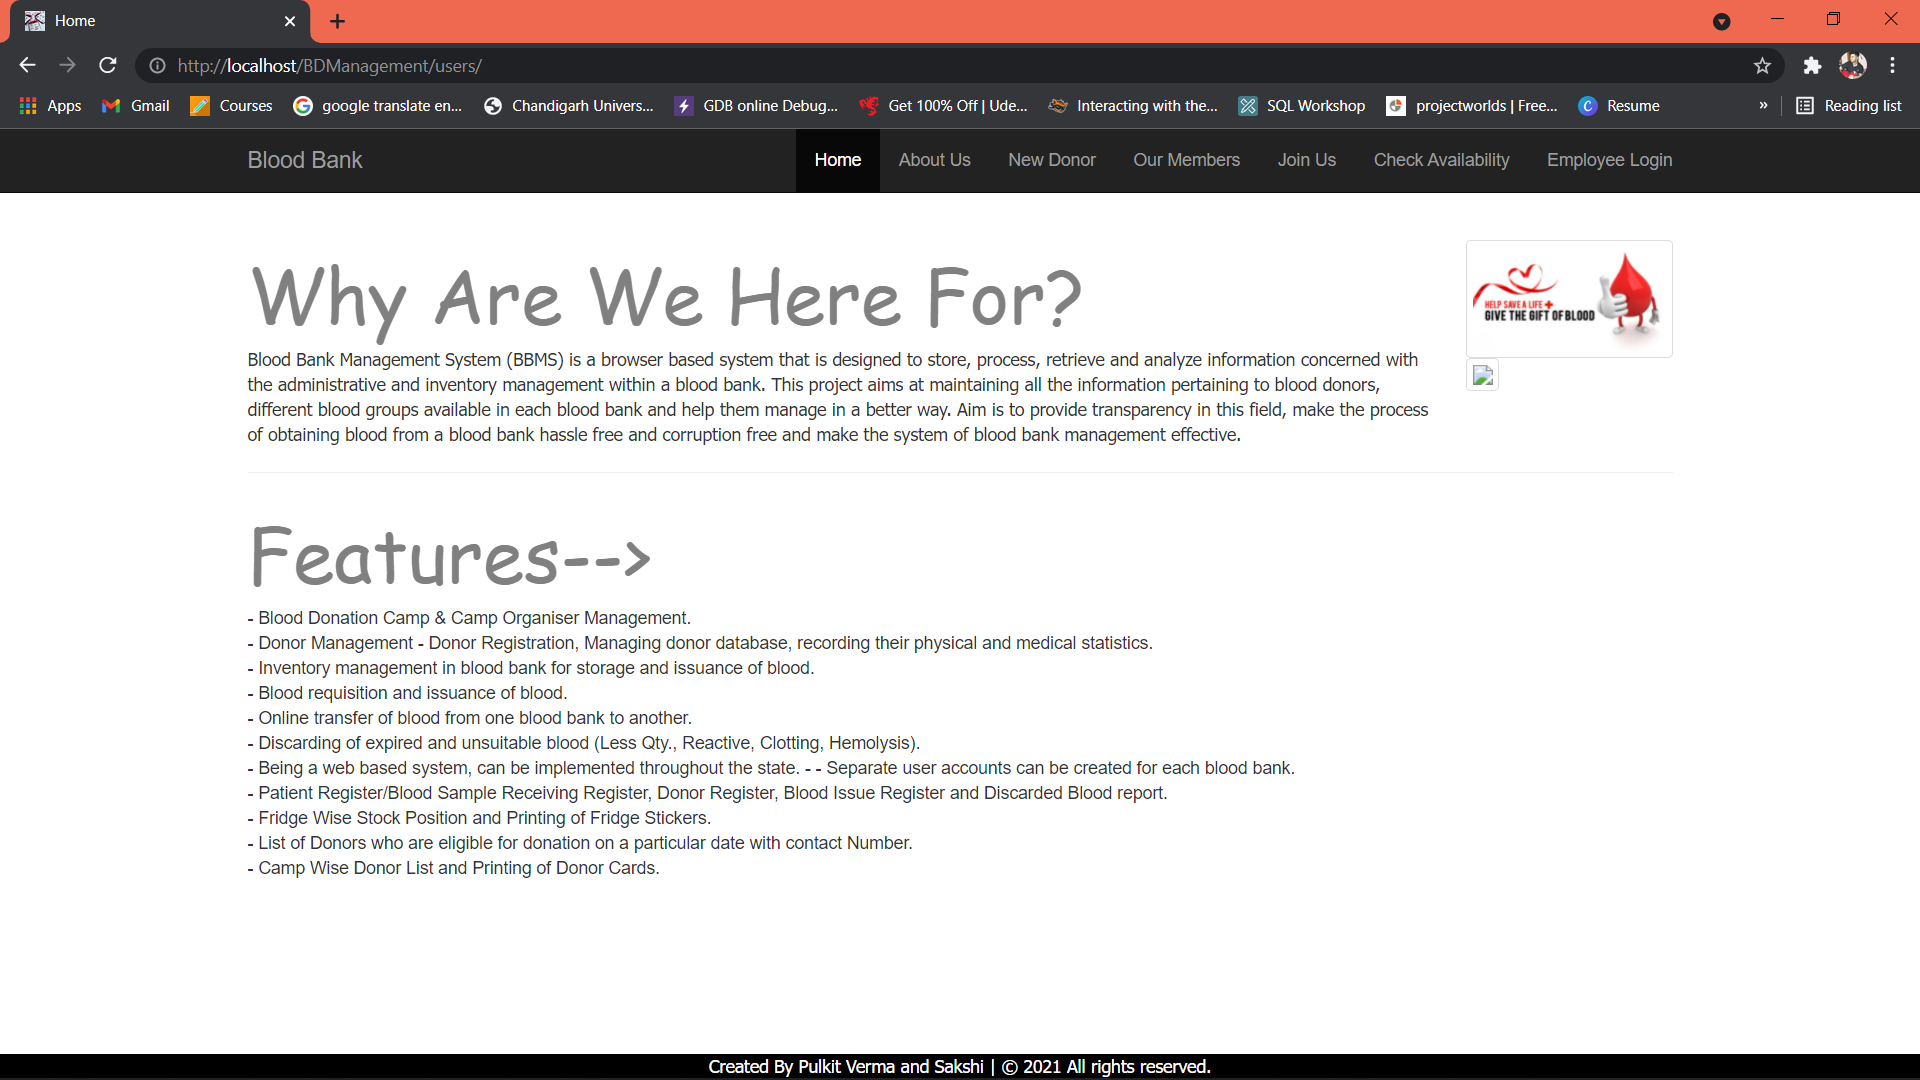 Home
http://localhost/BDManagement/users/
Apps Gmail Courses google translate en... Chandigarh Univers... GDB online Debug... Get 100% Off | Ude... Interacting with the... SQL Workshop projectworlds | Free... Resume » Reading list
Blood Bank Home About Us New Donor Our Members Join Us Check Availability Employee Login
Why Are We Here For?
HELP SAVE A LIFE +
GIVE THE GIFT OF BLOOD
Blood Bank Management System (BBMS) is a browser based system that is designed to store, process, retrieve and analyze information concerned with
the administrative and inventory management within a blood bank. This project aims at maintaining all the information pertaining to blood donors,
different blood groups available in each blood bank and help them manage in a better way. Aim is to provide transparency in this field, make the process
of obtaining blood from a blood bank hassle free and corruption free and make the system of blood bank management effective.
Features-->
- Blood Donation Camp & Camp Organiser Management.
- Donor Management - Donor Registration, Managing donor database, recording their physical and medical statistics.
- Inventory management in blood bank for storage and issuance of blood.
- Blood requisition and issuance of blood.
- Online transfer of blood from one blood bank to another.
- Discarding of expired and unsuitable blood (Less Qty., Reactive, Clotting, Hemolysis).
- Being a web based system, can be implemented throughout the state. - - Separate user accounts can be created for each blood bank.
- Patient Register/Blood Sample Receiving Register, Donor Register, Blood Issue Register and Discarded Blood report.
- Fridge Wise Stock Position and Printing of Fridge Stickers.
- List of Donors who are eligible for donation on a particular date with contact Number.
- Camp Wise Donor List and Printing of Donor Cards.
Created By Pulkit Verma and Sakshi | © 2021 All rights reserved.